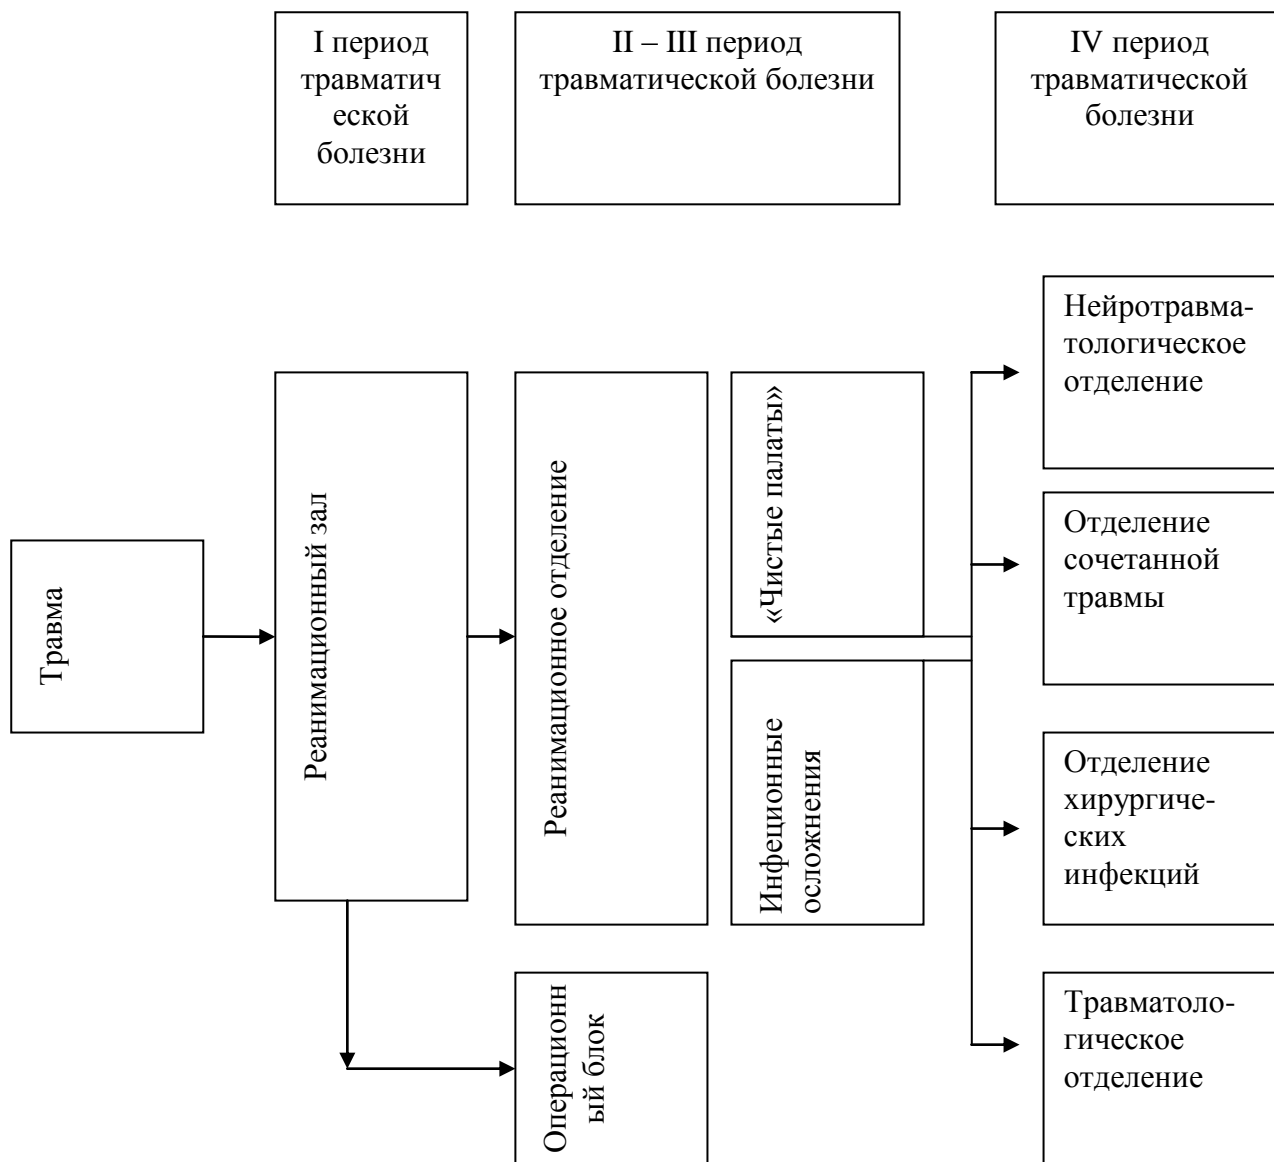 I период
травматич
еской
болезни
II – III период
травматической болезни
IV период
травматической
болезни
Травма
Реанимационный зал
Реанимационное отделение
Операционн
ый блок
«Чистые палаты»
Инфеционные
осложнения
Нейротравма-
тологическое
отделение
Отделение
сочетанной
травмы
Отделение
хирургиче-
ских
инфекций
Травматоло-
гическое
отделение